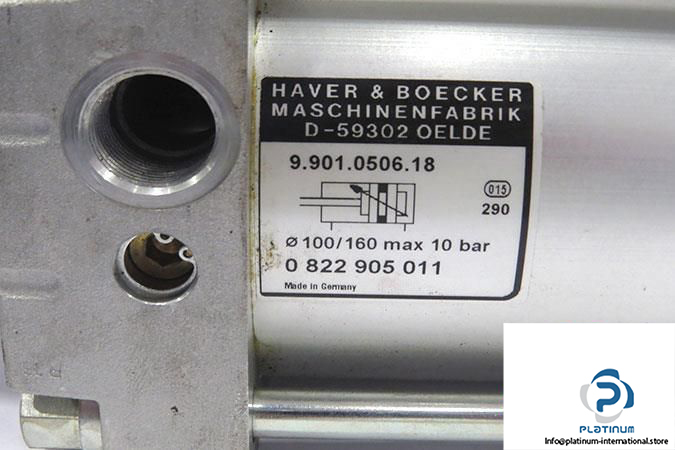 HAVER & BOECKER
MASCHINENFABRIK
D-59302 OELDE
9.901.0506.18
015
290
ø 100/160 max 10 bar
0 822 905 011
Made in Germany
PLATINUM
Info@platinum-international.store